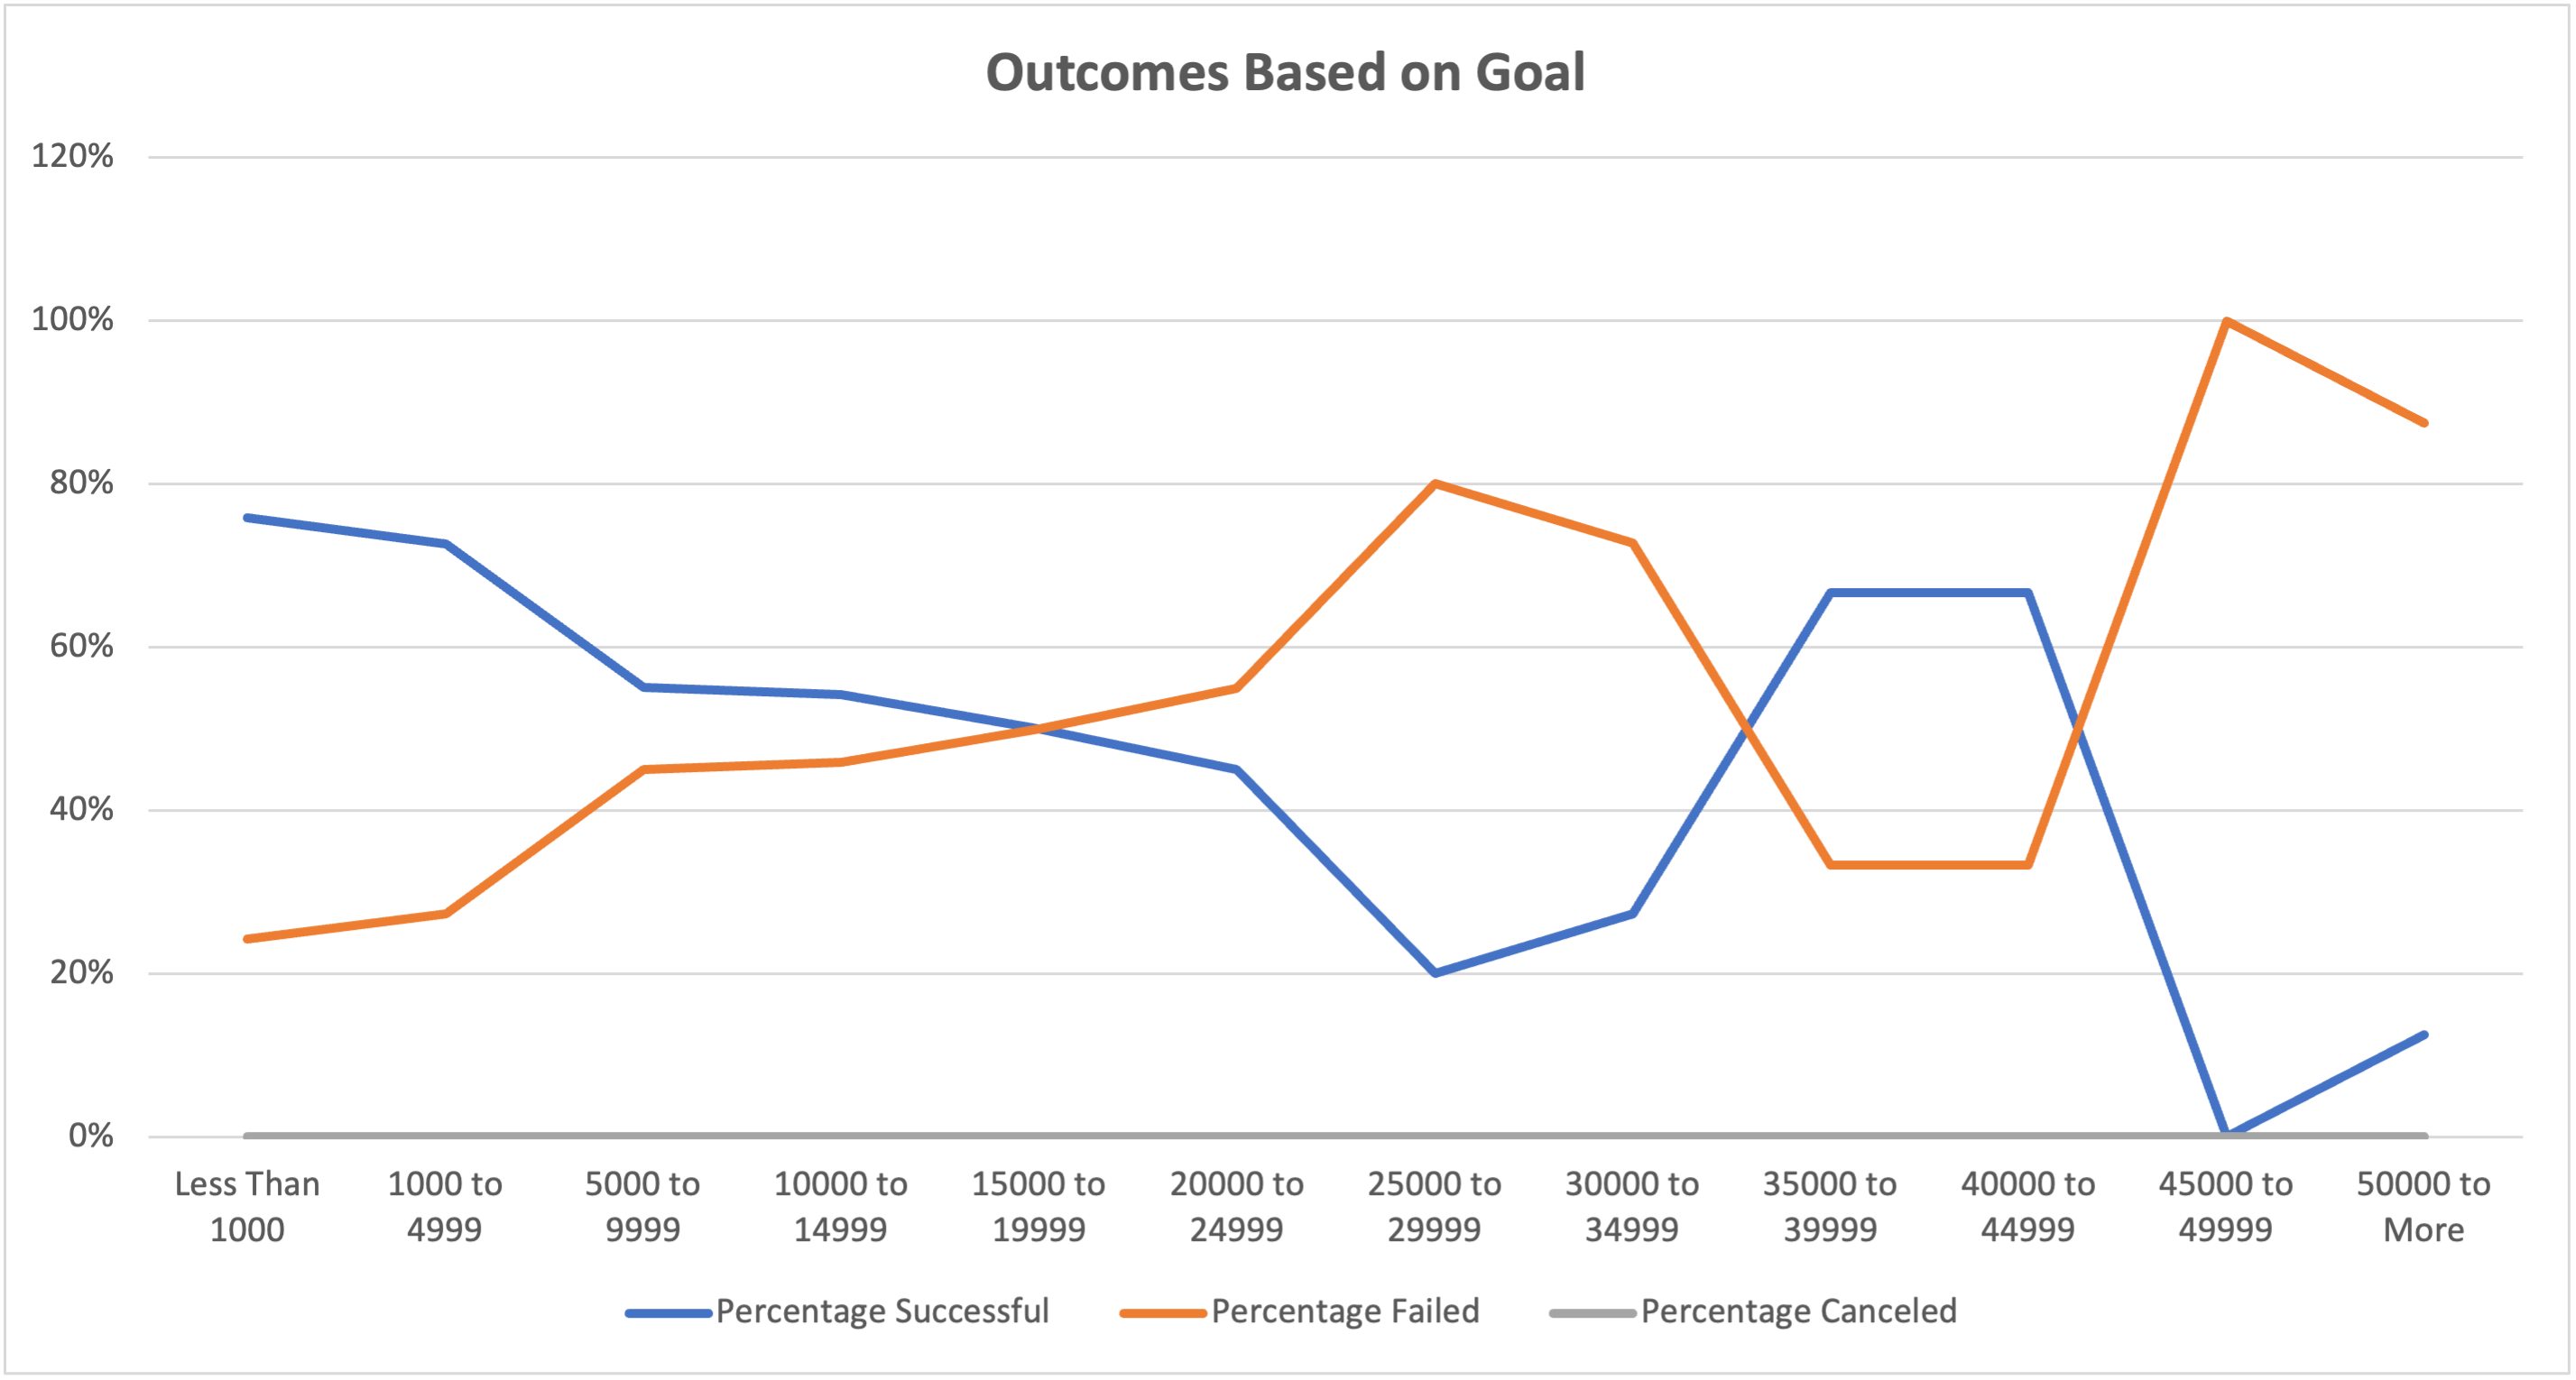 Outcomes Based on Goal
120%
100%
80%
60%
40%
20%
0%
Less Than
1000
1000 to
4999
5000 to
9999
10000 to
14999
15000 to
19999
20000 to
24999
25000 to
29999
30000 to
34999
35000 to
39999
40000 to
44999
45000 to
49999
50000 to
More
Percentage Successful
Percentage Failed
Percentage Canceled